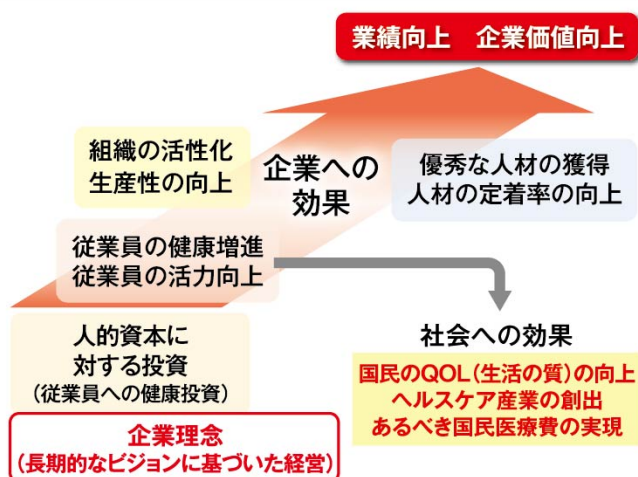 業績向上 企業価値向上
組織の活性化
生産性の向上
企業への
効果
優秀な人材の獲得
人材の定着率の向上
従業員の健康増進
従業員の活力向上
人的資本に
対する投資
(従業員への健康投資)
企業理念
(長期的なビジョンに基づいた経営)
社会への効果
国民のQOL(生活の質)の向上
ヘルスケア産業の創出
あるべき国民医療費の実現